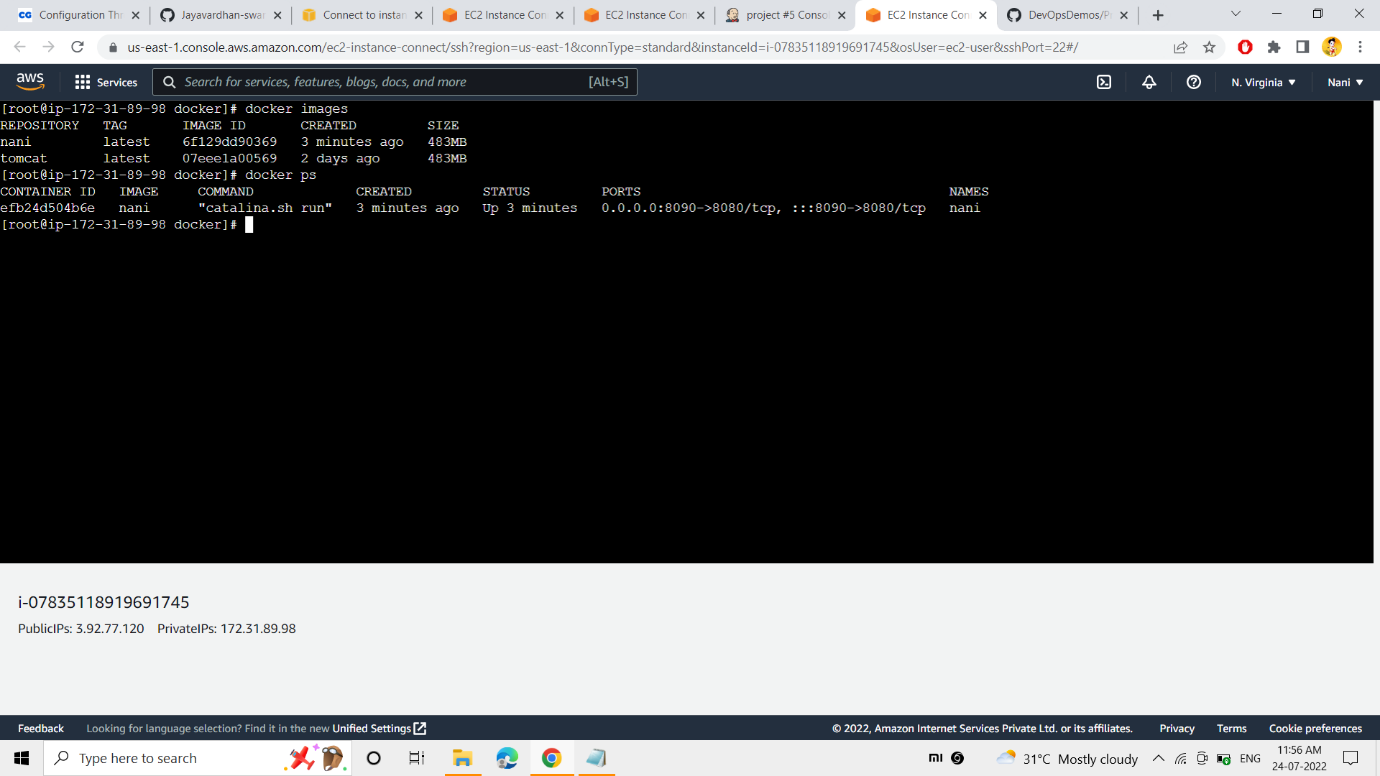 CG Configuration Thr
Jayavardhan-swar
Connect to instan
EC2 Instance Con
EC2 Instance Con
project #5 Conso
EC2 Instance Con
DevOpsDemos/Pr
us-east-1.console.aws.amazon.com/ec2-instance-connect/ssh?region=us-east-1&connType=standard&instanceId=i-07835118919691745&osUser=ec2-user&sshPort=22#/
aws Services Search for services, features, blogs, docs, and more [Alt+S] N. Virginia ▼ Nani ▼
[root@ip-172-31-89-98 docker]# docker images
REPOSITORY TAG IMAGE ID CREATED SIZE
nani latest 6f129dd90369 3 minutes ago 483MB
tomcat latest 07eee1a00569 2 days ago 483MB
[root@ip-172-31-89-98 docker]# docker ps
CONTAINER ID IMAGE COMMAND CREATED STATUS PORTS NAMES
efb24d504b6e nani "catalina.sh run" 3 minutes ago Up 3 minutes 0.0.0.0:8090->8080/tcp, :::8090->8080/tcp nani
[root@ip-172-31-89-98 docker]#
i-07835118919691745
PublicIPs: 3.92.77.120 PrivateIPs: 172.31.89.98
Feedback Looking for language selection? Find it in the new Unified Settings © 2022, Amazon Internet Services Private Ltd. or its affiliates. Privacy Terms Cookie preferences
Type here to search 31°C Mostly cloudy ENG 11:56 AM
24-07-2022